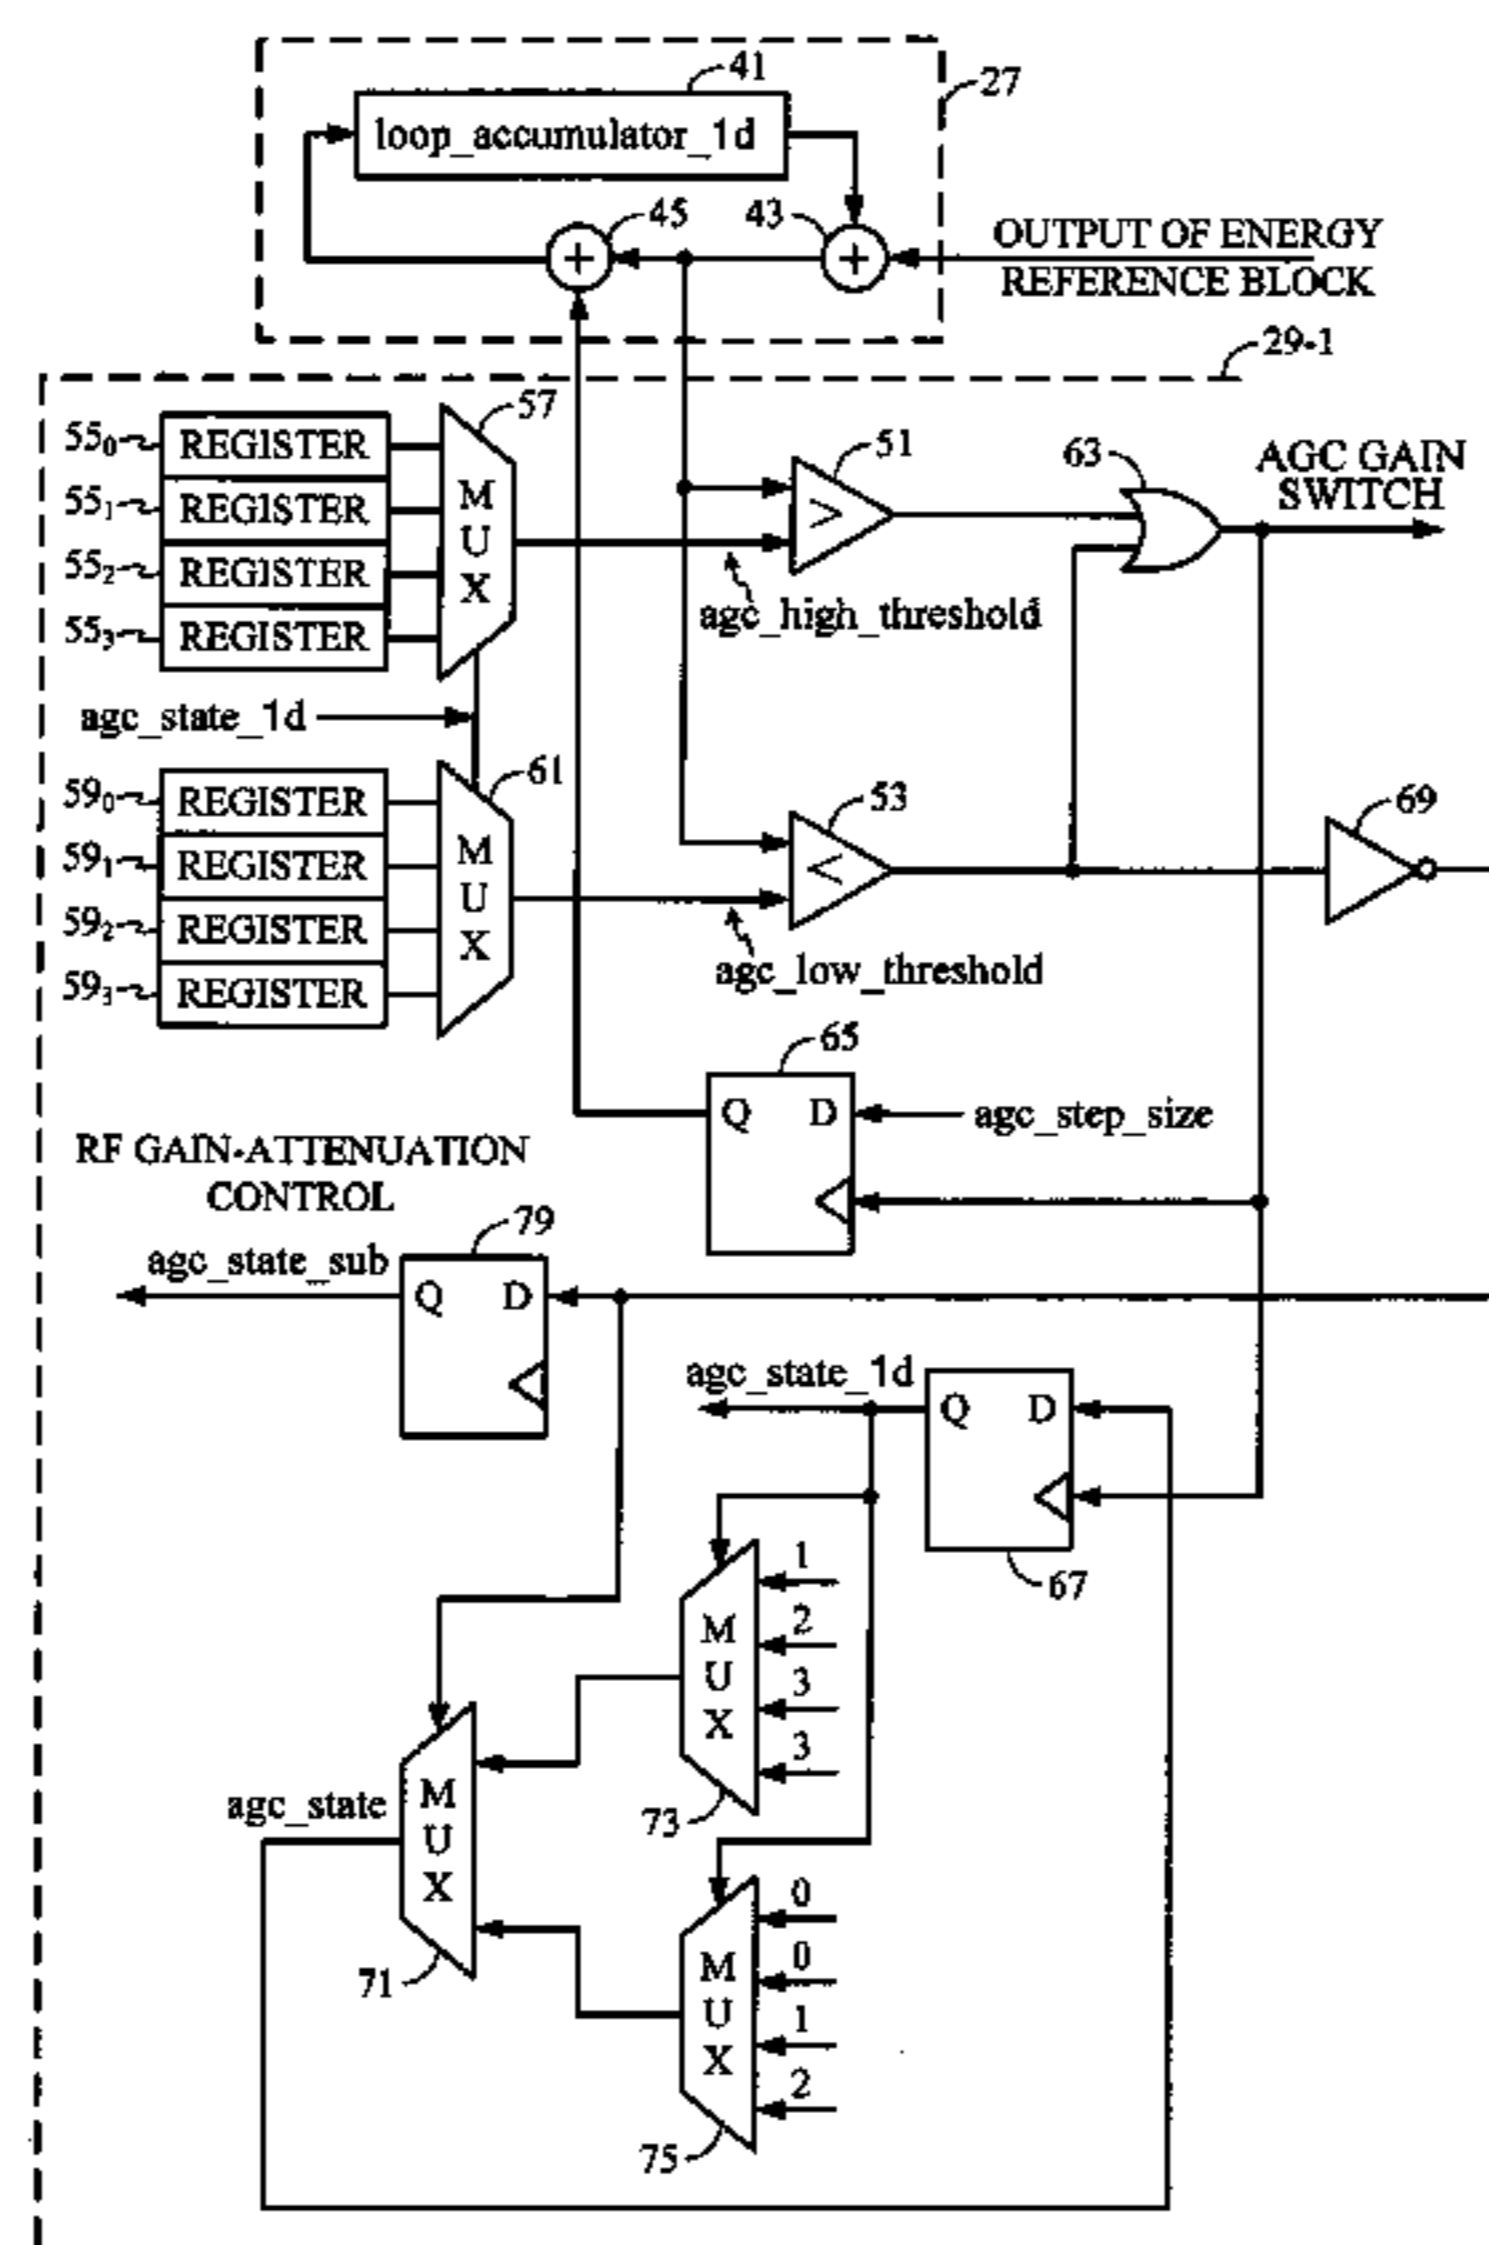 41
27
loop_accumulator_1d
45
43
+
+
OUTPUT OF ENERGY
REFERENCE BLOCK
29-1
57
55₀
REGISTER
55₁
REGISTER
55₂
REGISTER
55₃
REGISTER
M
U
X
51
>
63
AGC GAIN
SWITCH
agc_high_threshold
agc_state_1d
61
59₀
REGISTER
59₁
REGISTER
59₂
REGISTER
59₃
REGISTER
M
U
X
53
<
69
agc_low_threshold
65
Q D
agc_step_size
RF GAIN-ATTENUATION
CONTROL
79
agc_state_sub
Q D
agc_state_1d
Q D
67
1
2
3
3
M
U
X
73
agc_state
M
U
X
71
0
0
1
2
M
U
X
75